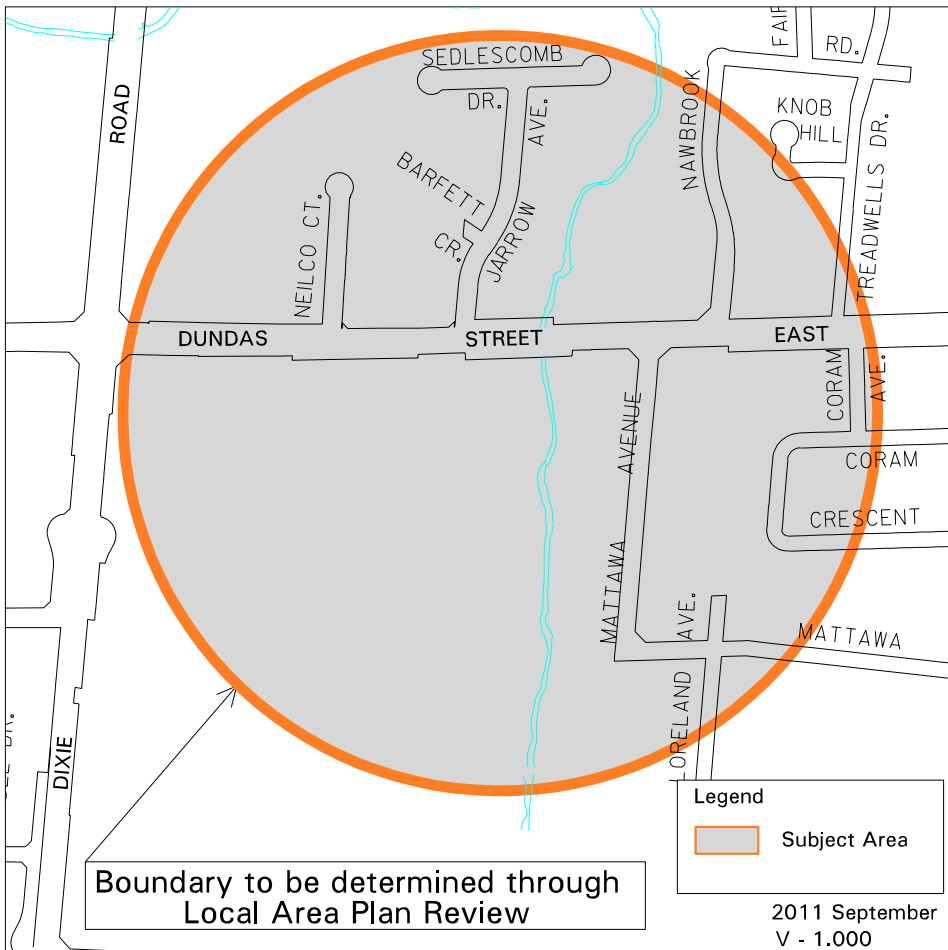 FAIR
RD.
SEDLESCOMB
DR.
AVE.
ROAD
KNOB
HILL
NAWBROOK
TREADWELLS DR.
BARFETT
CR.
JARROW
NEILCO CT.
DUNDAS STREET EAST
CORAM
AVE.
CORAM
CRESCENT
MATTAWA AVENUE
LORELAND AVE.
MATTAWA
DR.
DIXIE
Legend
Subject Area
Boundary to be determined through
Local Area Plan Review
2011 September
V - 1.000